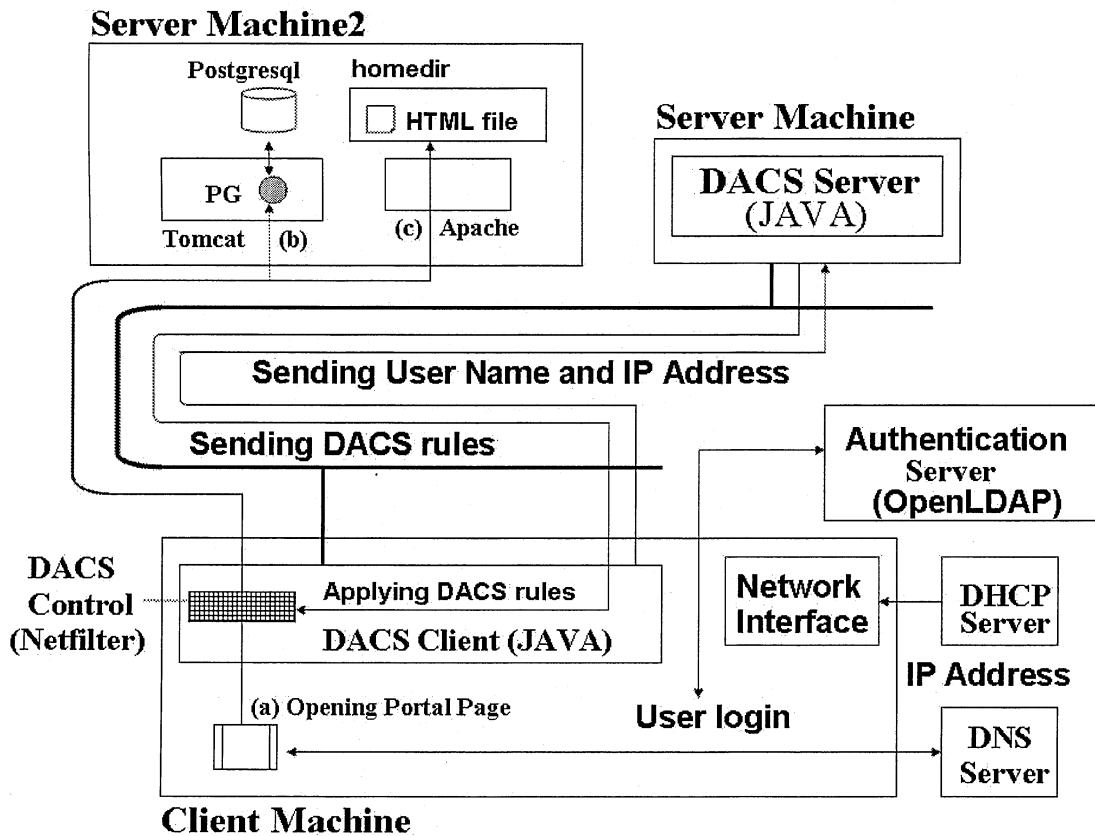 Server Machine2
Postgresql
homedir
HTML file
PG
Tomcat
(b)
(c)
Apache
Server Machine
DACS Server
(JAVA)
Sending User Name and IP Address
Sending DACS rules
Authentication
Server
(OpenLDAP)
DACS
Control
(Netfilter)
Applying DACS rules
DACS Client (JAVA)
Network
Interface
DHCP
Server
IP Address
(a) Opening Portal Page
User login
DNS
Server
Client Machine